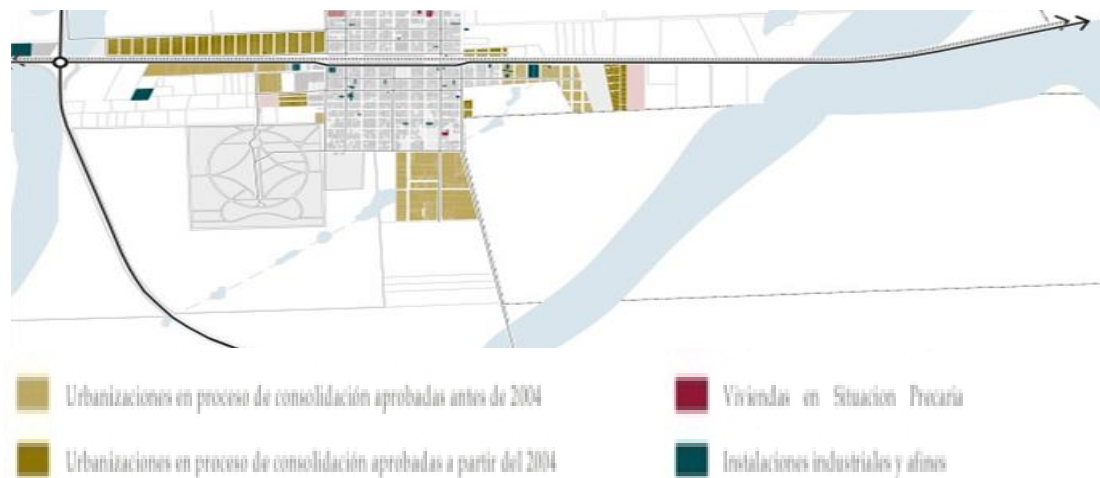 Urbanizaciones en proceso de consolidación aprobadas antes de 2004
Urbanizaciones en proceso de consolidación aprobadas a partir del 2004
Viviendas en Situacion Precaria
Instalaciones industriales y afines